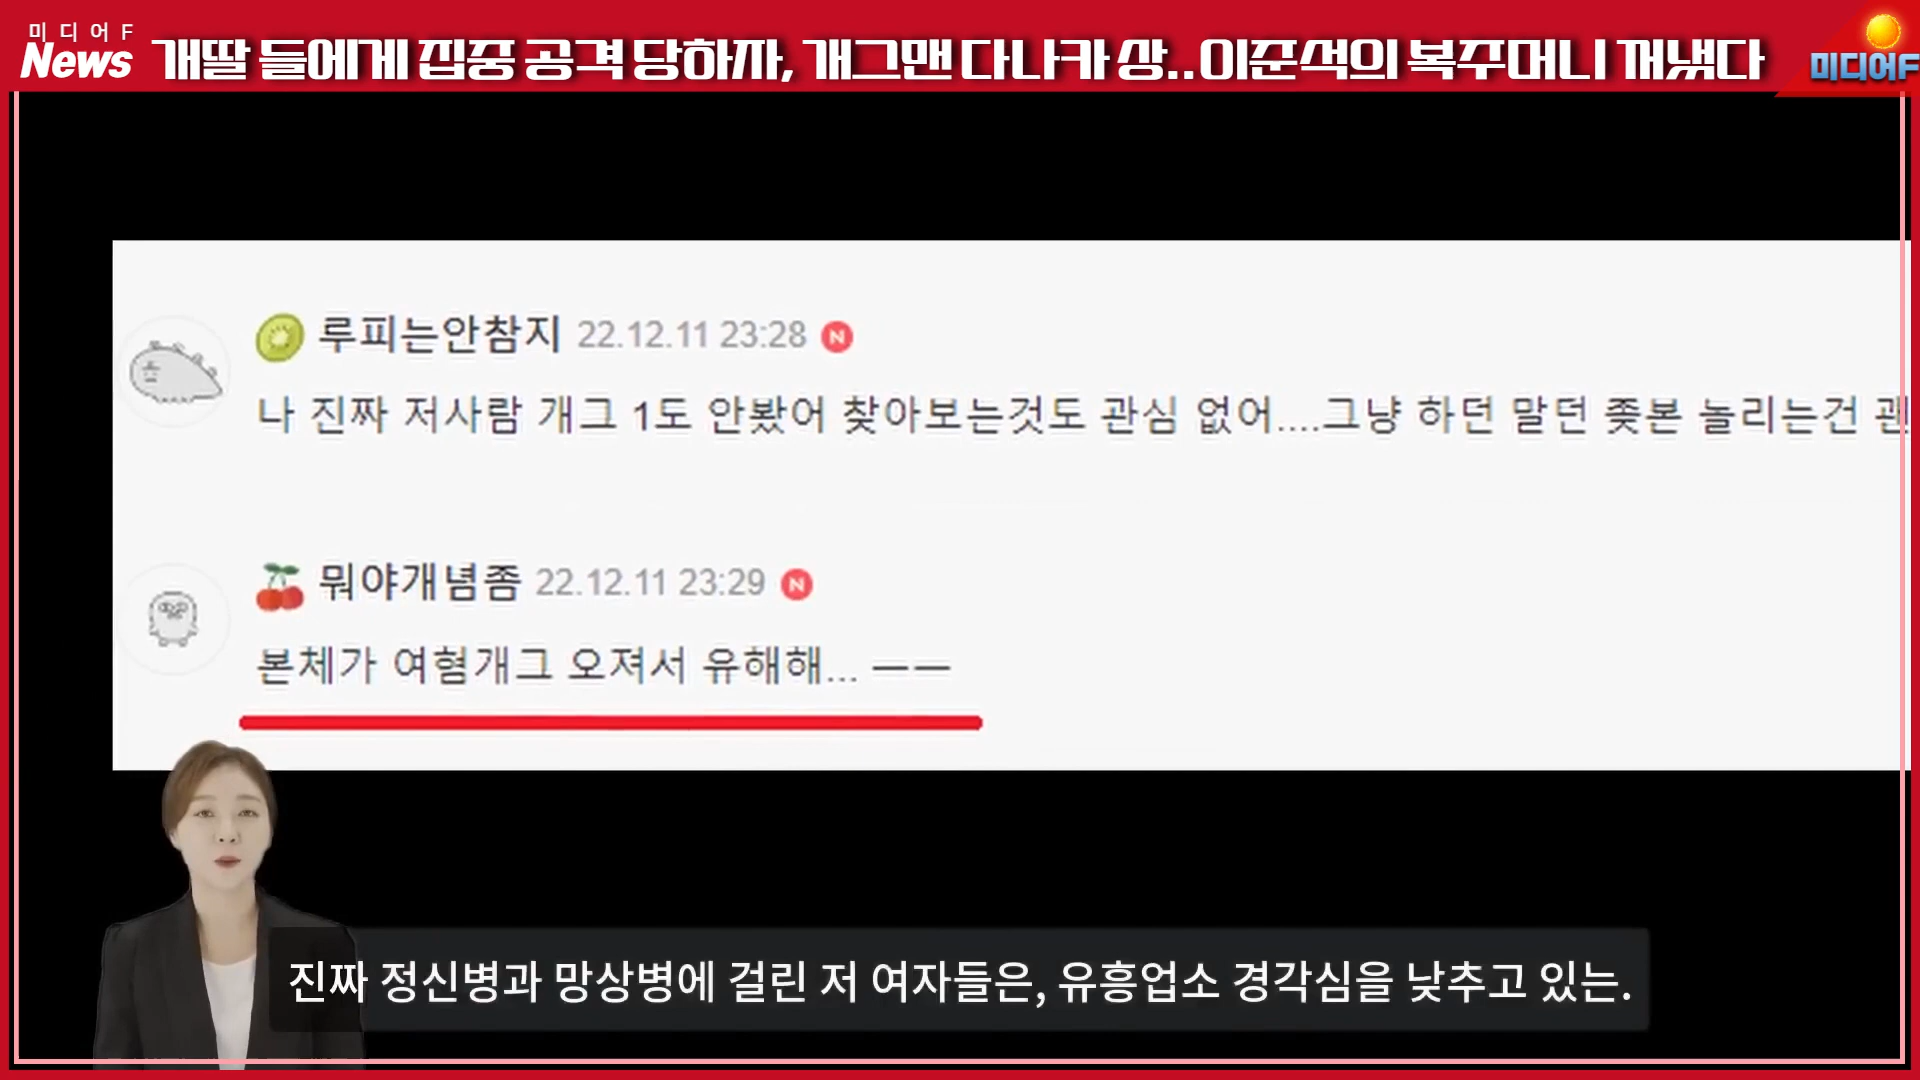 미디어F
News 개딸 들에게 집중 공격 당하자, 개그맨 다나카 상..이준석의 복주머니 꺼냈다
미디어F
루피는안참지 22.12.11 23:28 N
나 진짜 저사람 개그 1도 안봤어 찾아보는것도 관심 없어....그냥 하던 말던 좆본 놀리는건
뭐야개념좀 22.12.11 23:29 N
본체가 여혐개그 오져서 유해해... ㅡㅡ
진짜 정신병과 망상병에 걸린 저 여자들은, 유흥업소 경각심을 낮추고 있는.